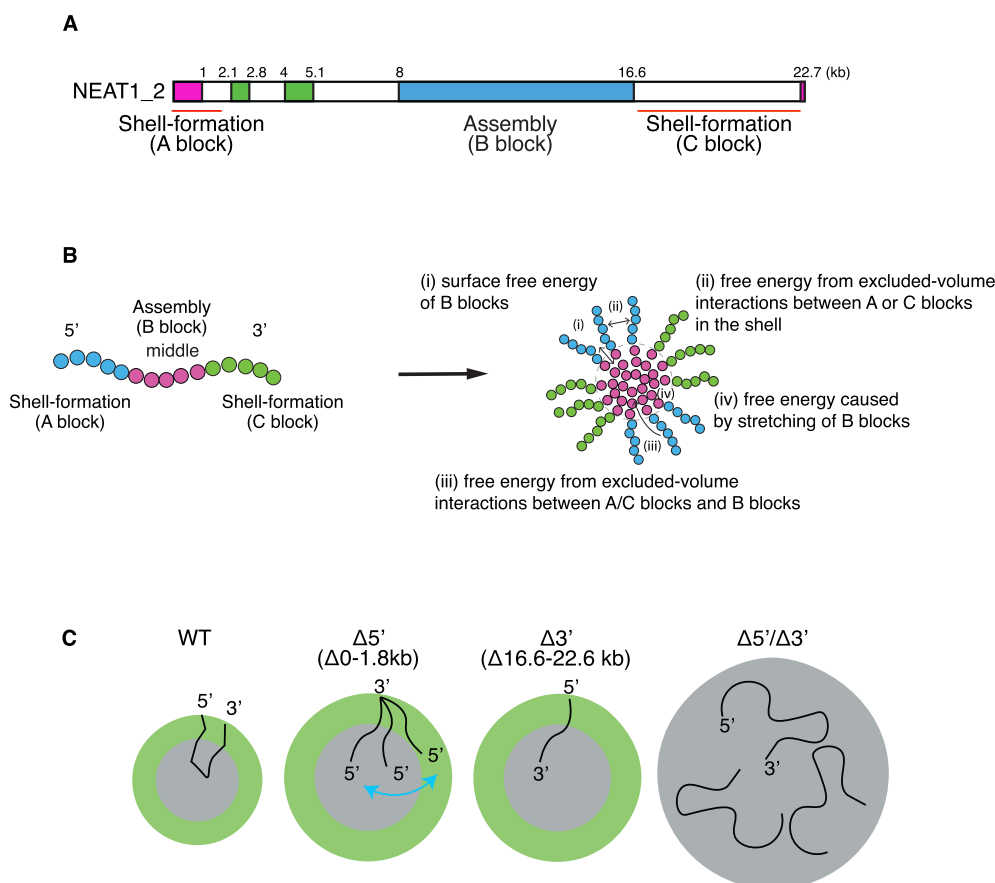 A
1 2.1 2.8 4 5.1 8 16.6 22.7 (kb)
NEAT1_2
Shell-formation
(A block)
Assembly
(B block)
Shell-formation
(C block)
B
5’
Assembly
(B block)
middle
3’
Shell-formation
(A block)
Shell-formation
(C block)
(i) surface free energy
of B blocks
(ii) free energy from excluded-volume
interactions between A or C blocks
in the shell
(i)
(ii)
(iv)
(iii)
(iv) free energy caused
by stretching of B blocks
(iii) free energy from excluded-volume
interactions between A/C blocks and B blocks
C
WT
5’ 3’
Δ5’
(Δ0-1.8kb)
3’
5’ 5’ 5’
Δ3’
(Δ16.6-22.6 kb)
5’
3’
Δ5’/Δ3’
5’
3’